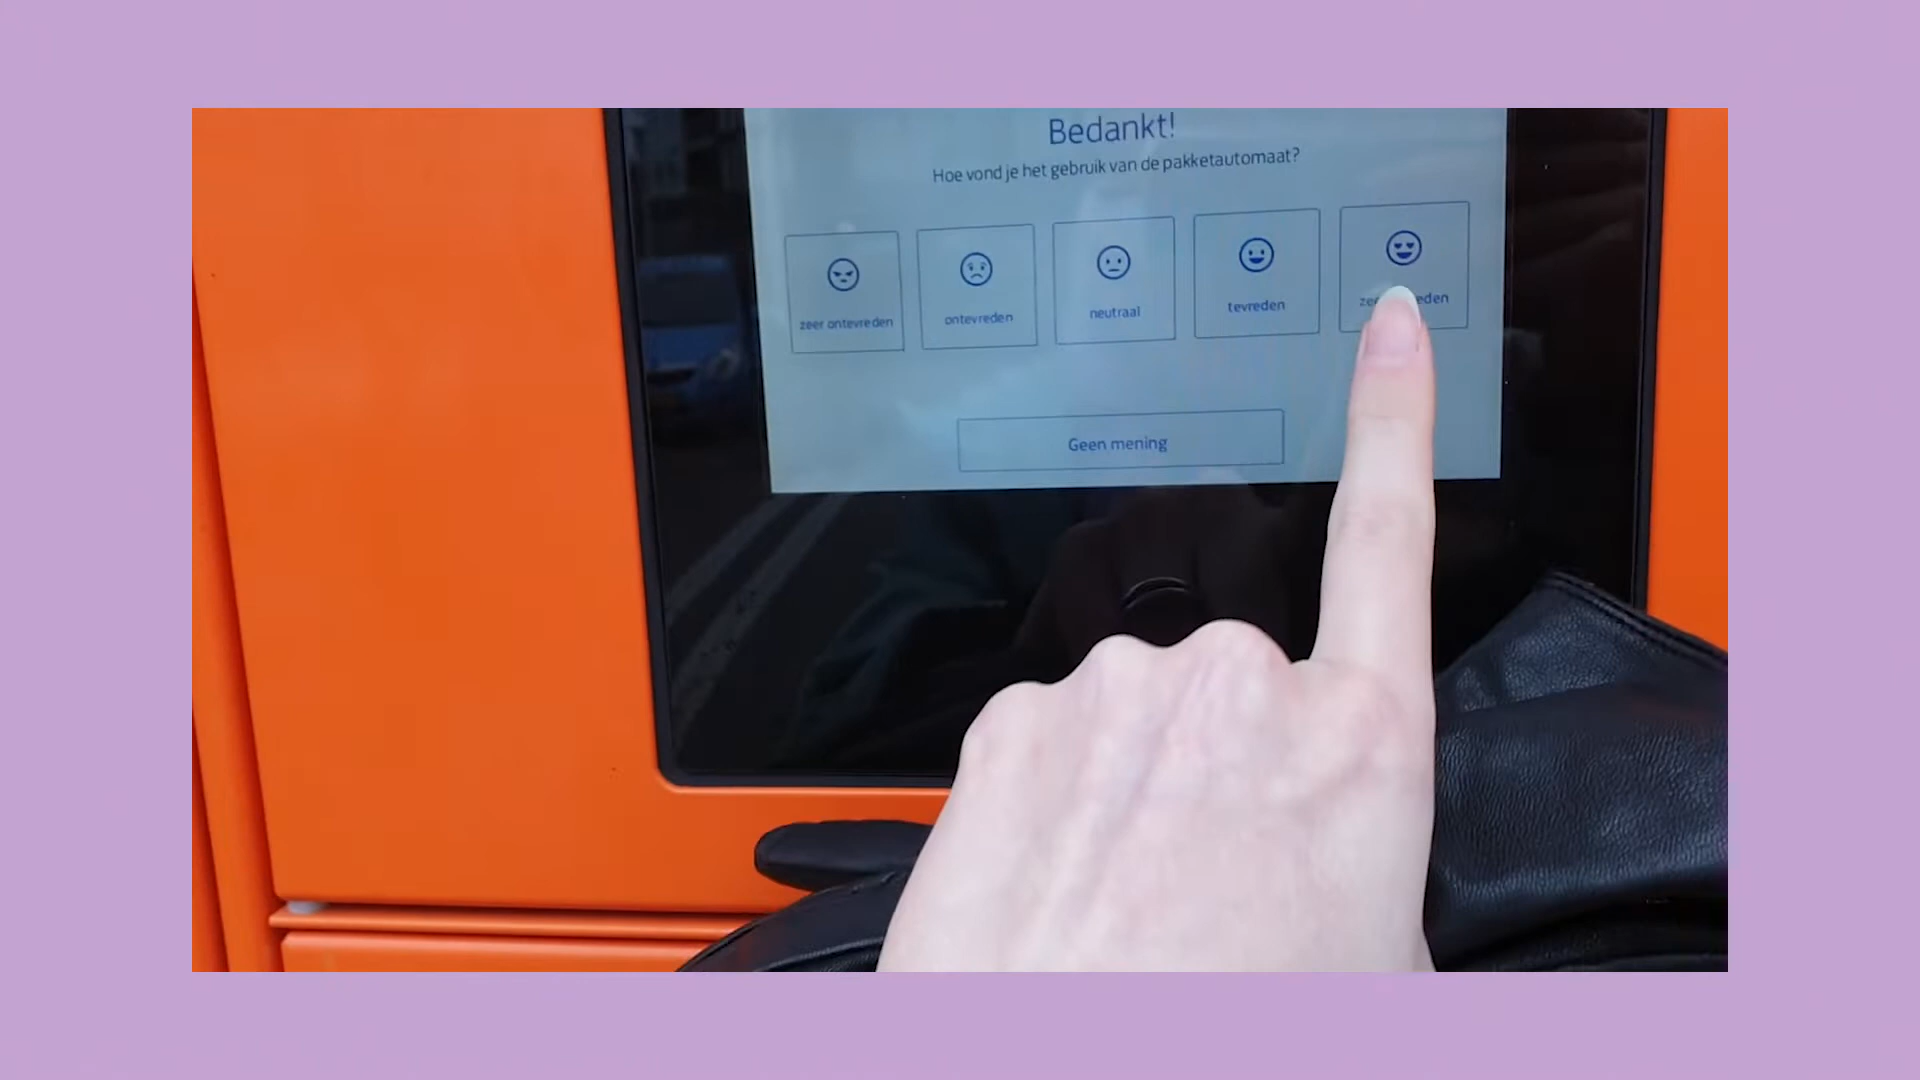 Bedankt!
Hoe vond je het gebruik van de pakketautomaat?
zeer ontevreden
ontevreden
neutraal
tevreden
zeer tevreden
Geen mening